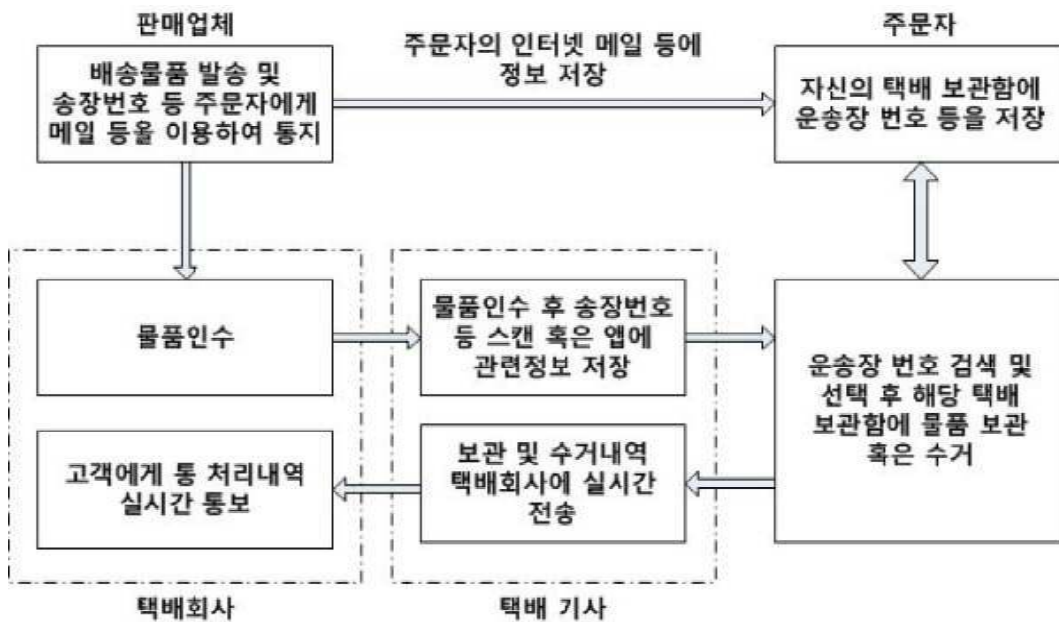 판매업체
주문자의 인터넷 메일 등에
정보 저장
주문자
배송물품 발송 및
송장번호 등 주문자에게
메일 등올 이용하여 통지
자신의 택배 보관함에
운송장 번호 등을 저장
물품인수
물품인수 후 송장번호
등 스캔 혹은 앱에
관련정보 저장
운송장 번호 검색 및
선택 후 해당 택배
보관함에 물품 보관
혹은 수거
고객에게 통 처리내역
실시간 통보
보관 및 수거내역
택배회사에 실시간
전송
택배회사
택배 기사